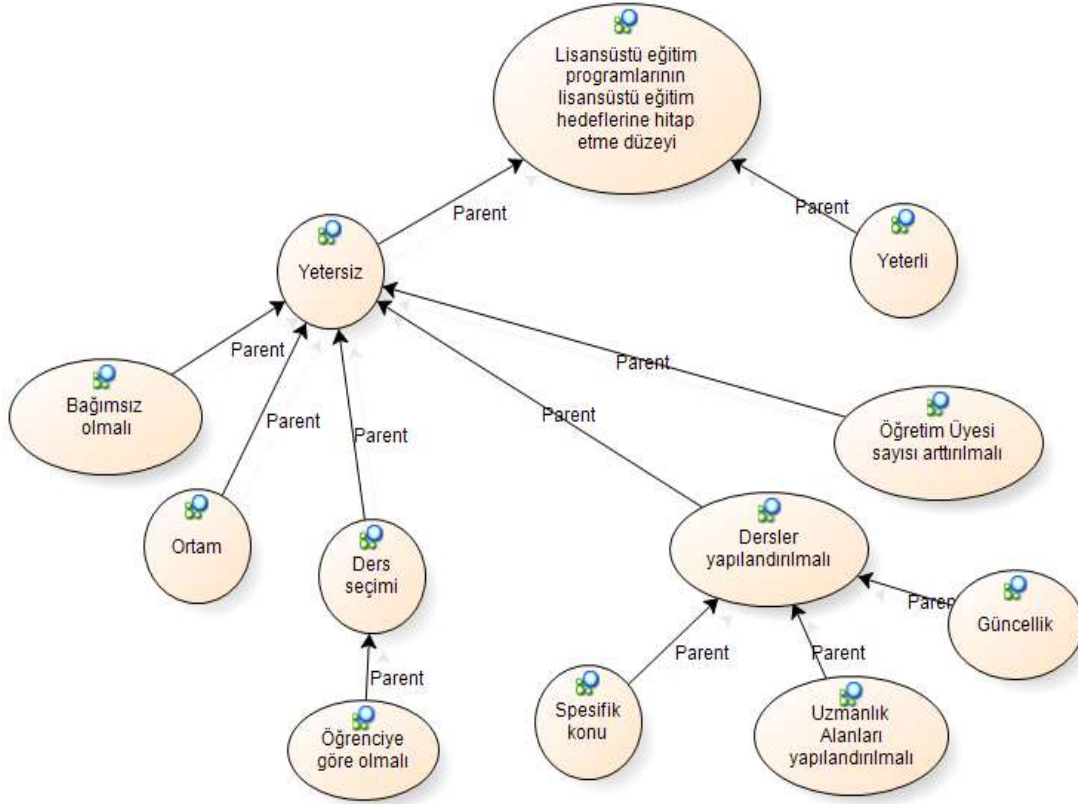 Lisansüstü eğitim
programlarının
lisansüstü eğitim
hedeflerine hitap
etme düzeyi
Parent
Parent
Yetersiz
Yeterli
Parent
Parent
Bağımsız
olmalı
Parent
Parent
Parent
Öğretim Üyesi
sayısı arttırılmalı
Ortam
Ders
seçimi
Dersler
yapılandırılmalı
Parent
Güncellik
Parent
Parent
Parent
Öğrenciye
göre olmalı
Spesifik
konu
Uzmanlık
Alanları
yapılandırılmalı